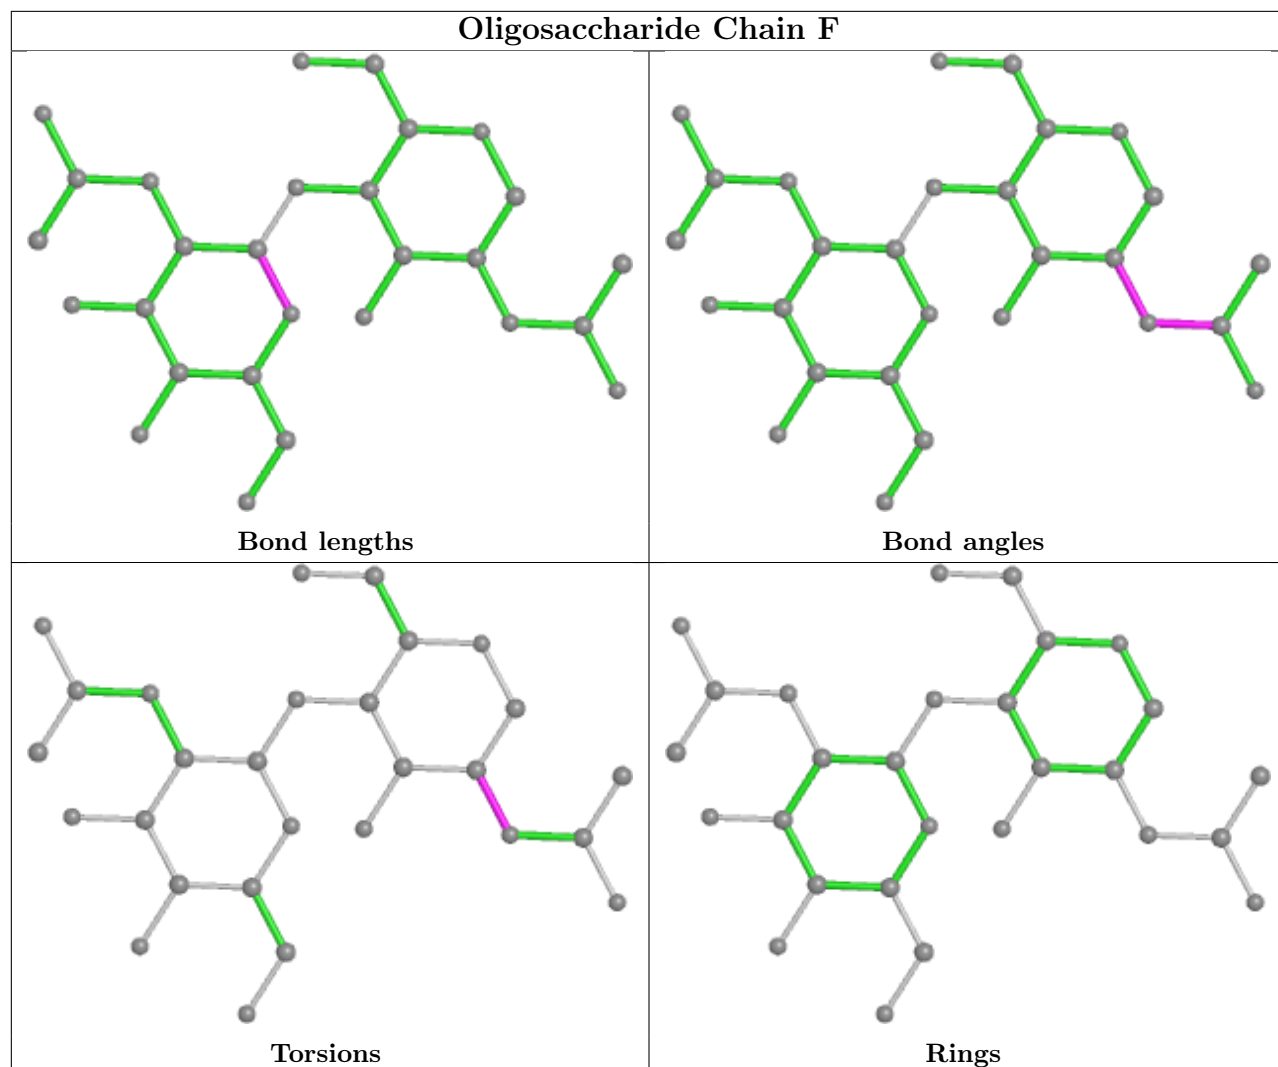 Oligosaccharide Chain F
Bond lengths
Bond angles
Torsions
Rings